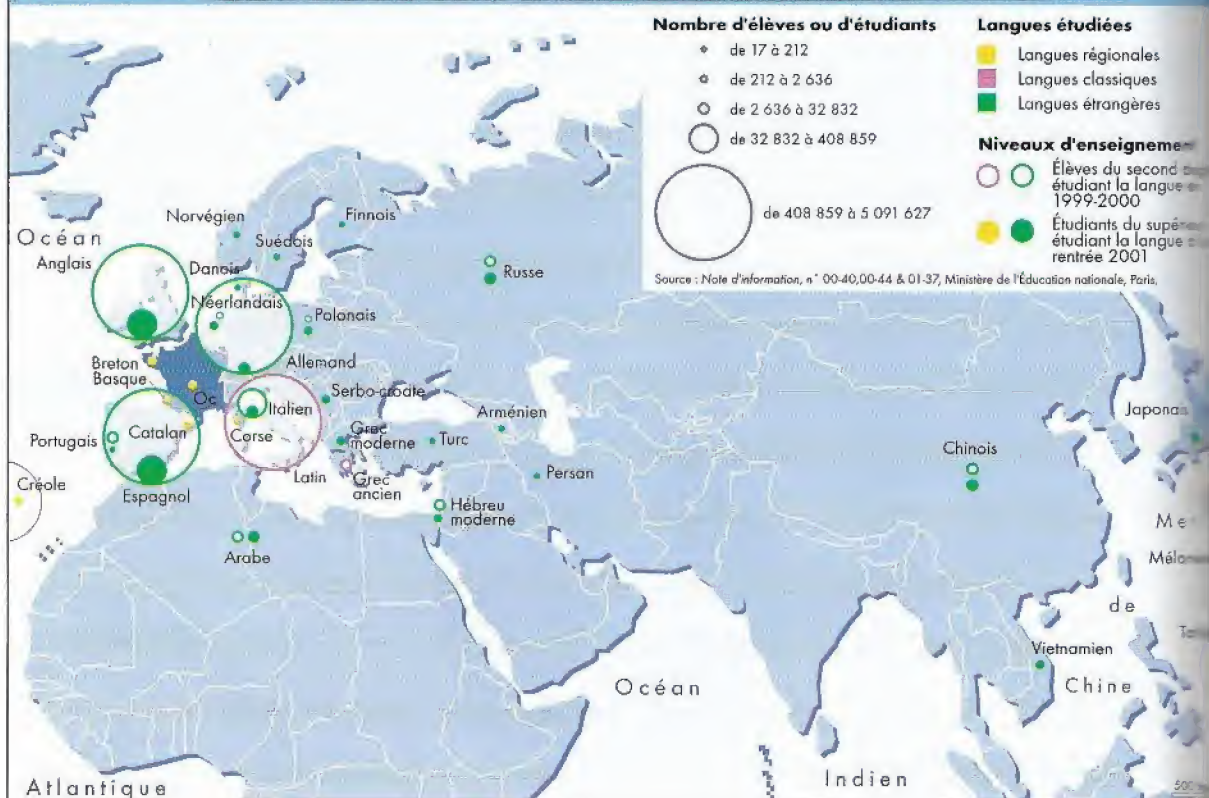 Nombre d'élèves ou d'étudiants
de 17 à 212
de 212 à 2 636
de 2 636 à 32 832
de 32 832 à 408 859
de 408 859 à 5 091 627
Langues étudiées
Langues régionales
Langues classiques
Langues étrangères
Niveaux d'enseigneme
Élèves du second
étudiant la langue
1999-2000
Étudiants du
étudiant la langue
rentrée 2001
Source : Note d'information, n° 00-40,00-44 & 01-37, Ministère de l'Éducation nationale, Paris,
Norvégien
Finnois
Océan
Suédois
Anglais
Danois
Russe
Néerlandais
Polonais
Breton
Allemand
Basque
Serbo-croate
Oc
Italien
Arménien
Japonais
Portugais
Catalan
Corse
Grec
moderne
Turc
Chinois
Latin
Grec
ancien
Persan
Créole
Espagnol
Hébreu
moderne
Arabe
Me
de
Vietnamien
Océan
Chine
Indien
Atlantique